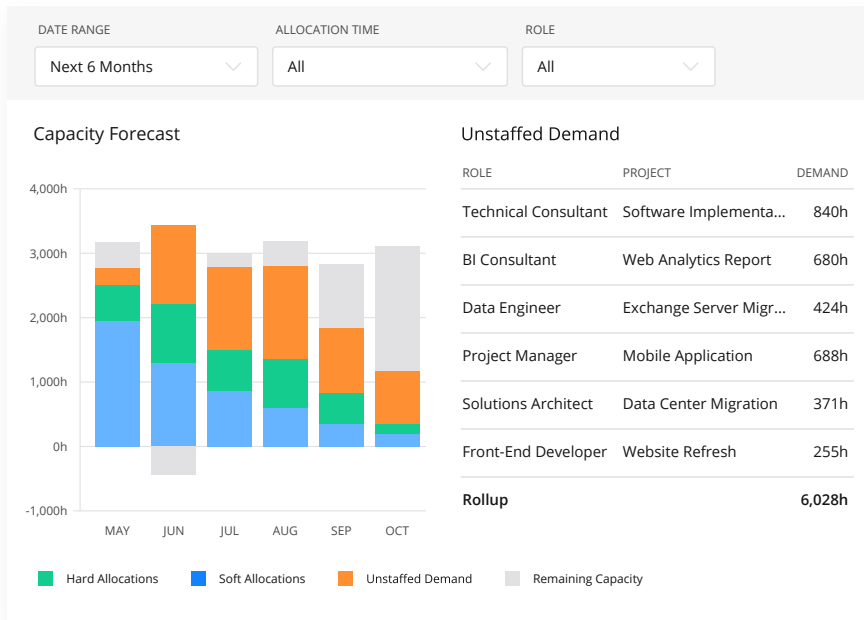 DATE RANGE ALLOCATION TIME ROLE
Next 6 Months All All
Capacity Forecast
4,000h
3,000h
2,000h
1,000h
0h
-1,000h
MAY JUN JUL AUG SEP OCT
Hard Allocations Soft Allocations Unstaffed Demand Remaining Capacity
Unstaffed Demand
ROLE PROJECT DEMAND
Technical Consultant Software Implementa... 840h
BI Consultant Web Analytics Report 680h
Data Engineer Exchange Server Migr... 424h
Project Manager Mobile Application 688h
Solutions Architect Data Center Migration 371h
Front-End Developer Website Refresh 255h
Rollup 6,028h